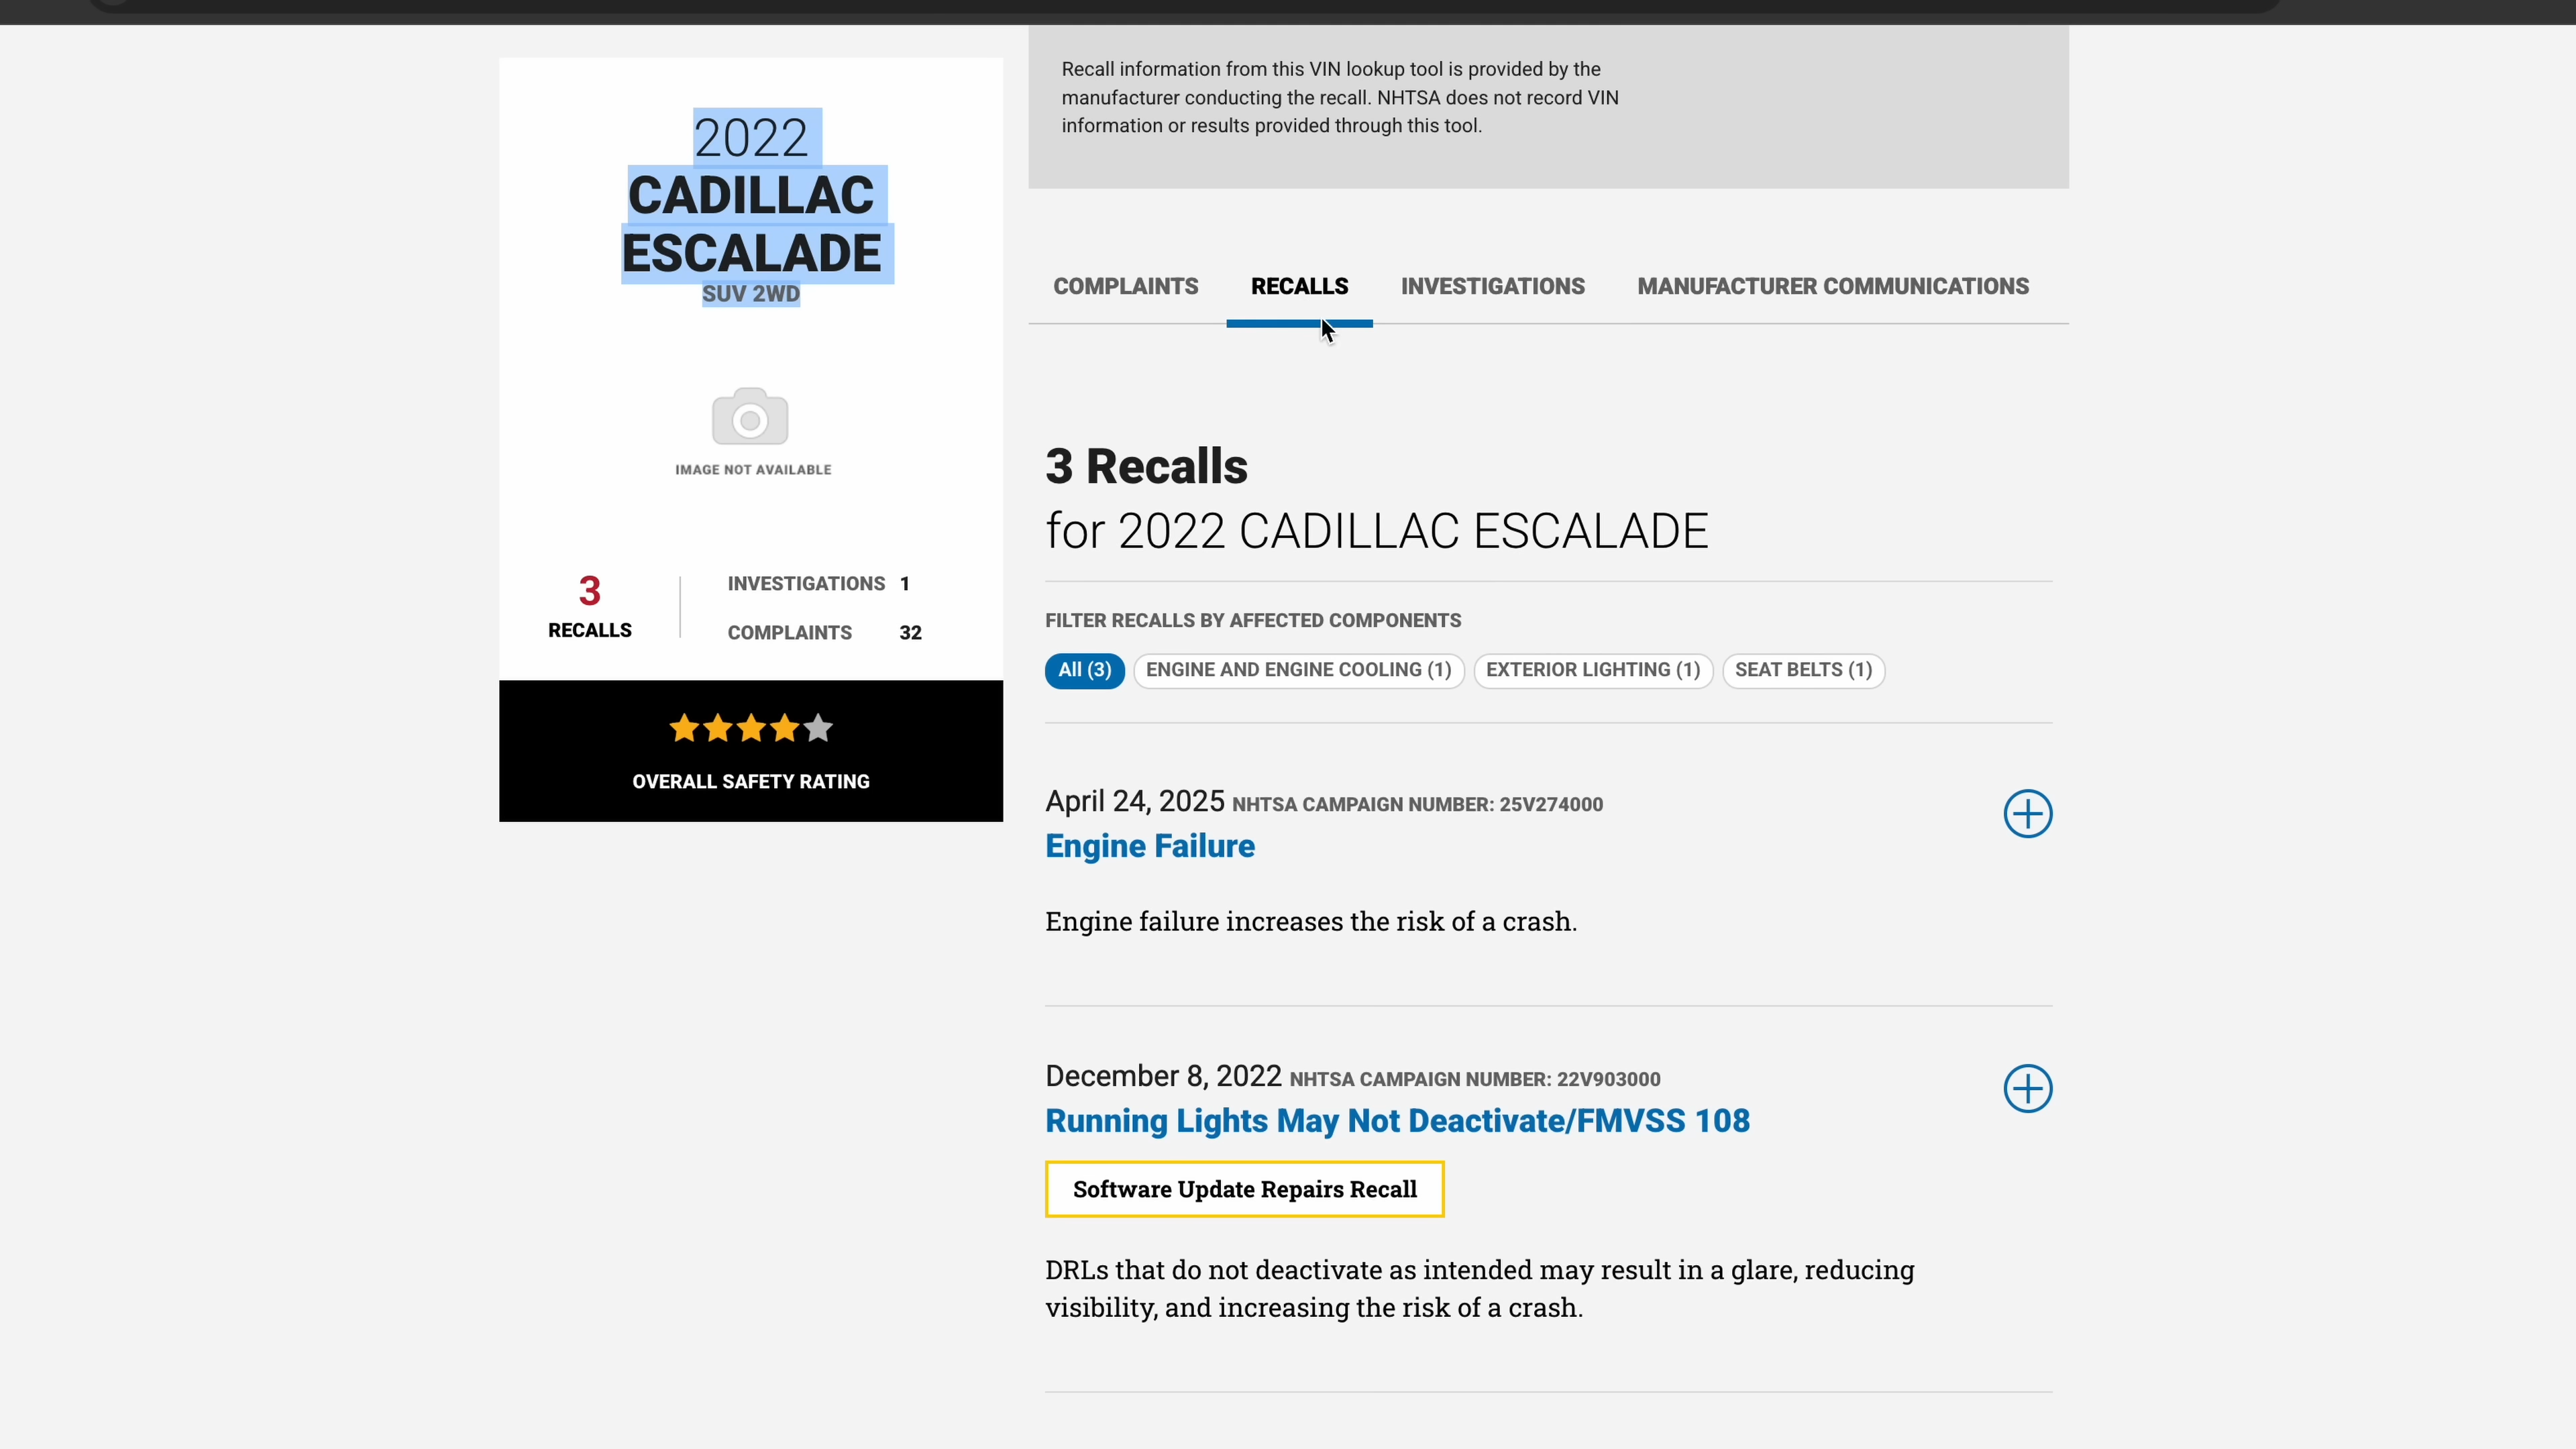 2022
CADILLAC
ESCALADE
SUV 2WD
IMAGE NOT AVAILABLE
3
RECALLS
INVESTIGATIONS 1
COMPLAINTS 32
OVERALL SAFETY RATING
Recall information from this VIN lookup tool is provided by the
manufacturer conducting the recall. NHTSA does not record VIN
information or results provided through this tool.
COMPLAINTS RECALLS INVESTIGATIONS MANUFACTURER COMMUNICATIONS
3 Recalls
for 2022 CADILLAC ESCALADE
FILTER RECALLS BY AFFECTED COMPONENTS
All (3) ENGINE AND ENGINE COOLING (1) EXTERIOR LIGHTING (1) SEAT BELTS (1)
April 24, 2025 NHTSA CAMPAIGN NUMBER: 25V274000
Engine Failure
Engine failure increases the risk of a crash.
December 8, 2022 NHTSA CAMPAIGN NUMBER: 22V903000
Running Lights May Not Deactivate/FMVSS 108
Software Update Repairs Recall
DRLs that do not deactivate as intended may result in a glare, reducing
visibility, and increasing the risk of a crash.